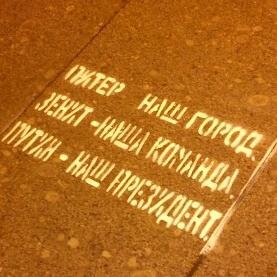 ПИТЕР НАШ ГОРОД.
ЗЕНИТ - НАША КОМАНДА.
ПУТИН - НАШ ПРЕЗИДЕНТ.